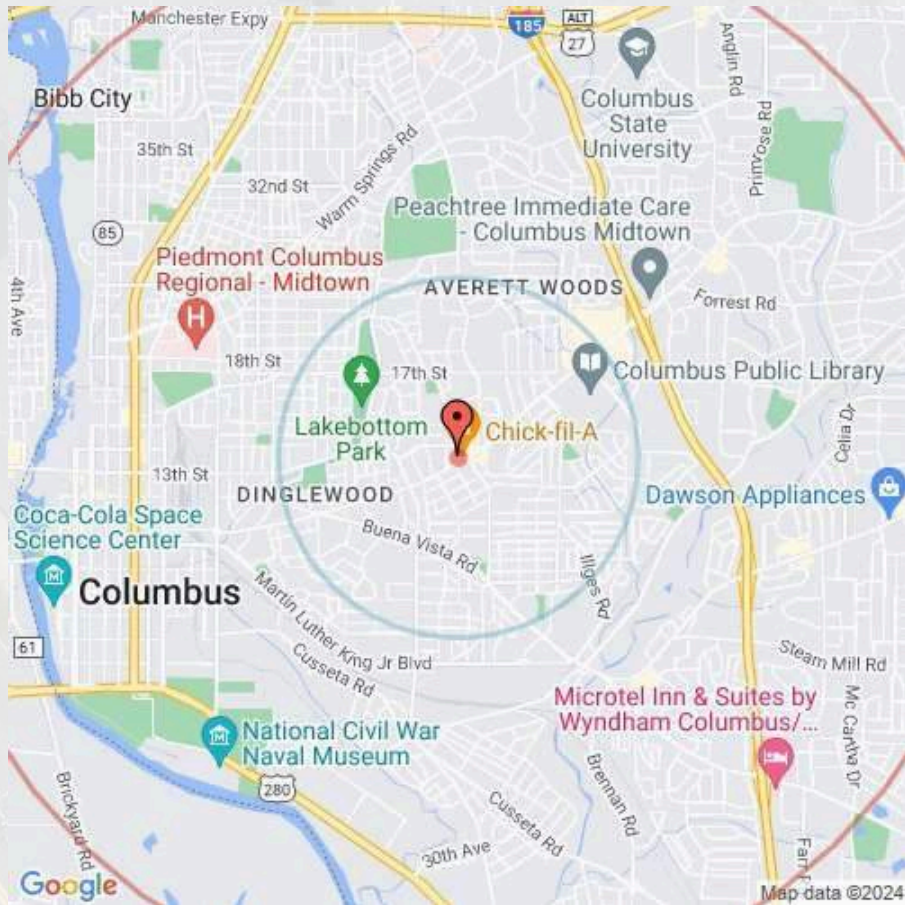 Manchester Expy
185
ALT
27
Anglin Rd
Bibb City
Columbus
State
University
Primrose Rd
35th St
32nd St
Warm Springs Rd
Peachtree Immediate Care
- Columbus Midtown
85
Piedmont Columbus
Regional - Midtown
AVERETT WOODS
4th Ave
H
Forrest Rd
18th St
17th St
Columbus Public Library
Lakebottom
Park
Chick-fil-A
Celia Dr
13th St
DINGLEWOOD
Dawson Appliances
Coca-Cola Space
Science Center
Buena Vista Rd
Columbus
Illges Rd
Martin Luther King Jr Blvd
61
Cusseta Rd
Steam Mill Rd
Microtel Inn & Suites by
Wyndham Columbus/...
Mc Cartha Dr
National Civil War
Naval Museum
280
Brickyard Rd
Brennan Rd
Cusseta Rd
30th Ave
Google
Map data ©2024